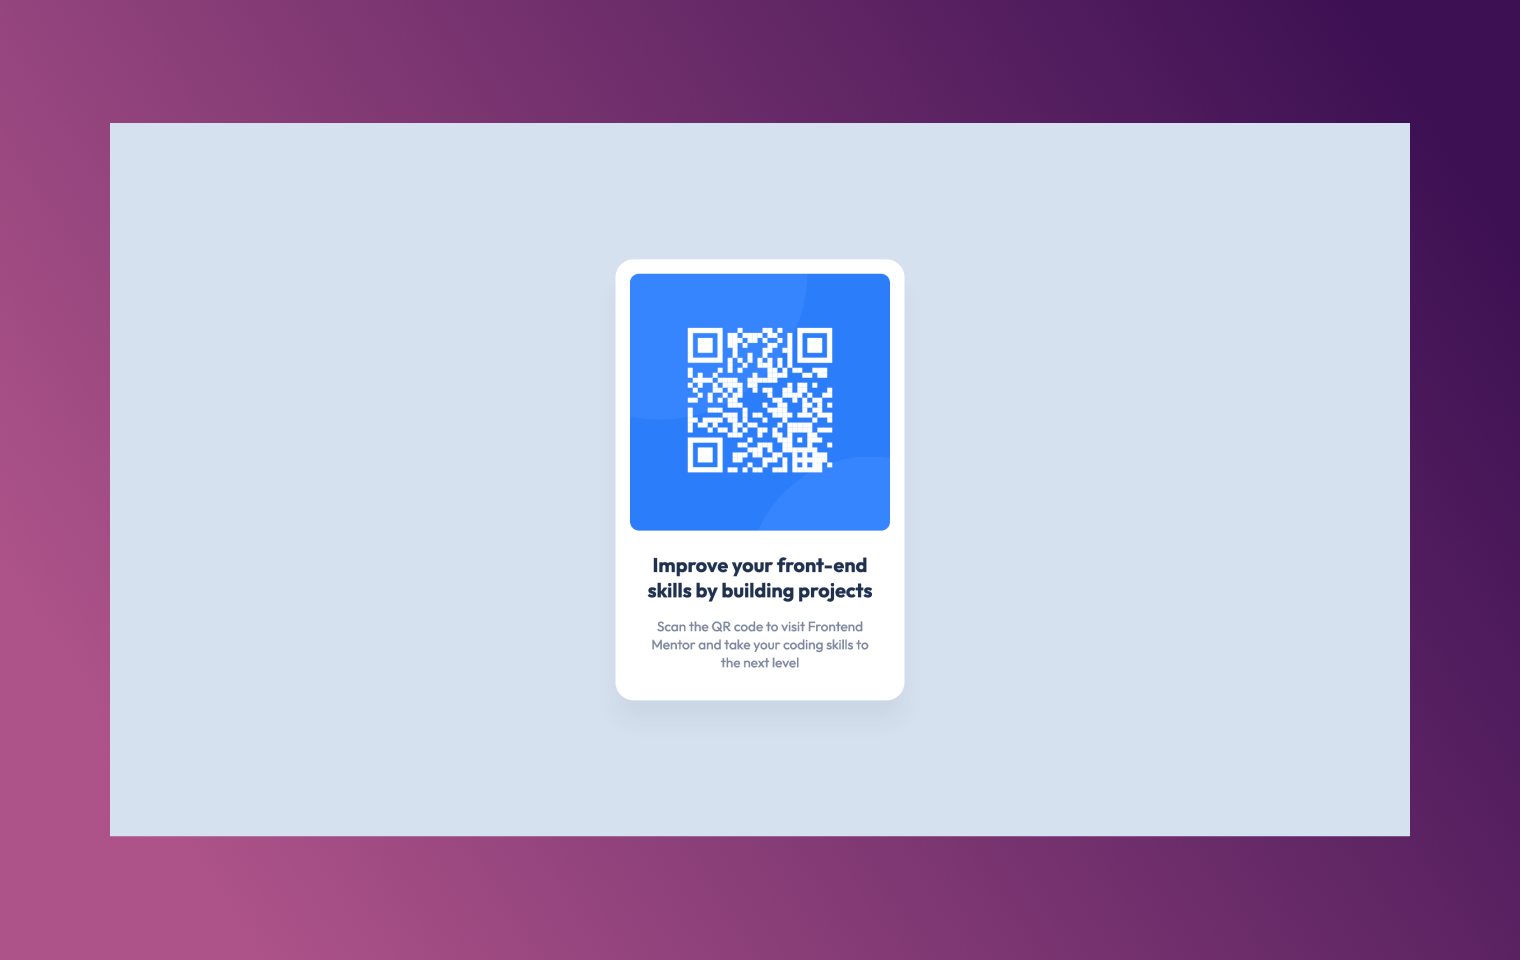 Improve your front-end
skills by building projects
Scan the QR code to visit Frontend
Mentor and take your coding skills to
the next level